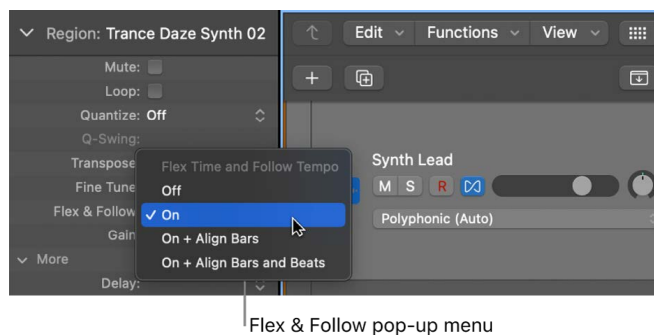 Region: Trance Daze Synth 02
Edit
Functions
View
Mute:
Loop:
Quantize: Off
Q-Swing:
Transpose
Flex Time and Follow Tempo
Synth Lead
Fine Tune
Off
M S R
Flex & Follow
✓ On
Polyphonic (Auto)
Gain
On + Align Bars
More
On + Align Bars and Beats
Delay:
Flex & Follow pop-up menu